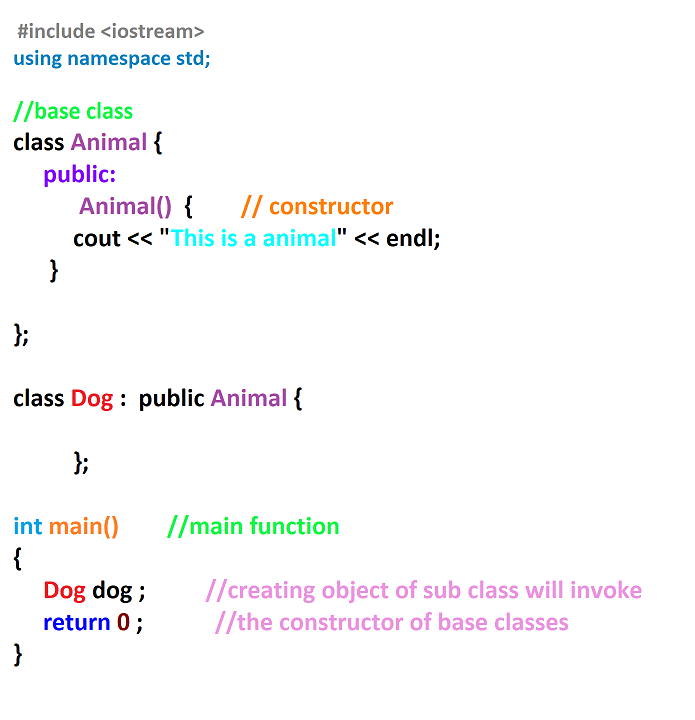 #include <iostream>
using namespace std;
//base class
class Animal {
public:
Animal() { // constructor
cout << "This is a animal" << endl;
}
};
class Dog : public Animal {
};
int main() //main function
{
Dog dog ; //creating object of sub class will invoke
return 0 ; //the constructor of base classes
}